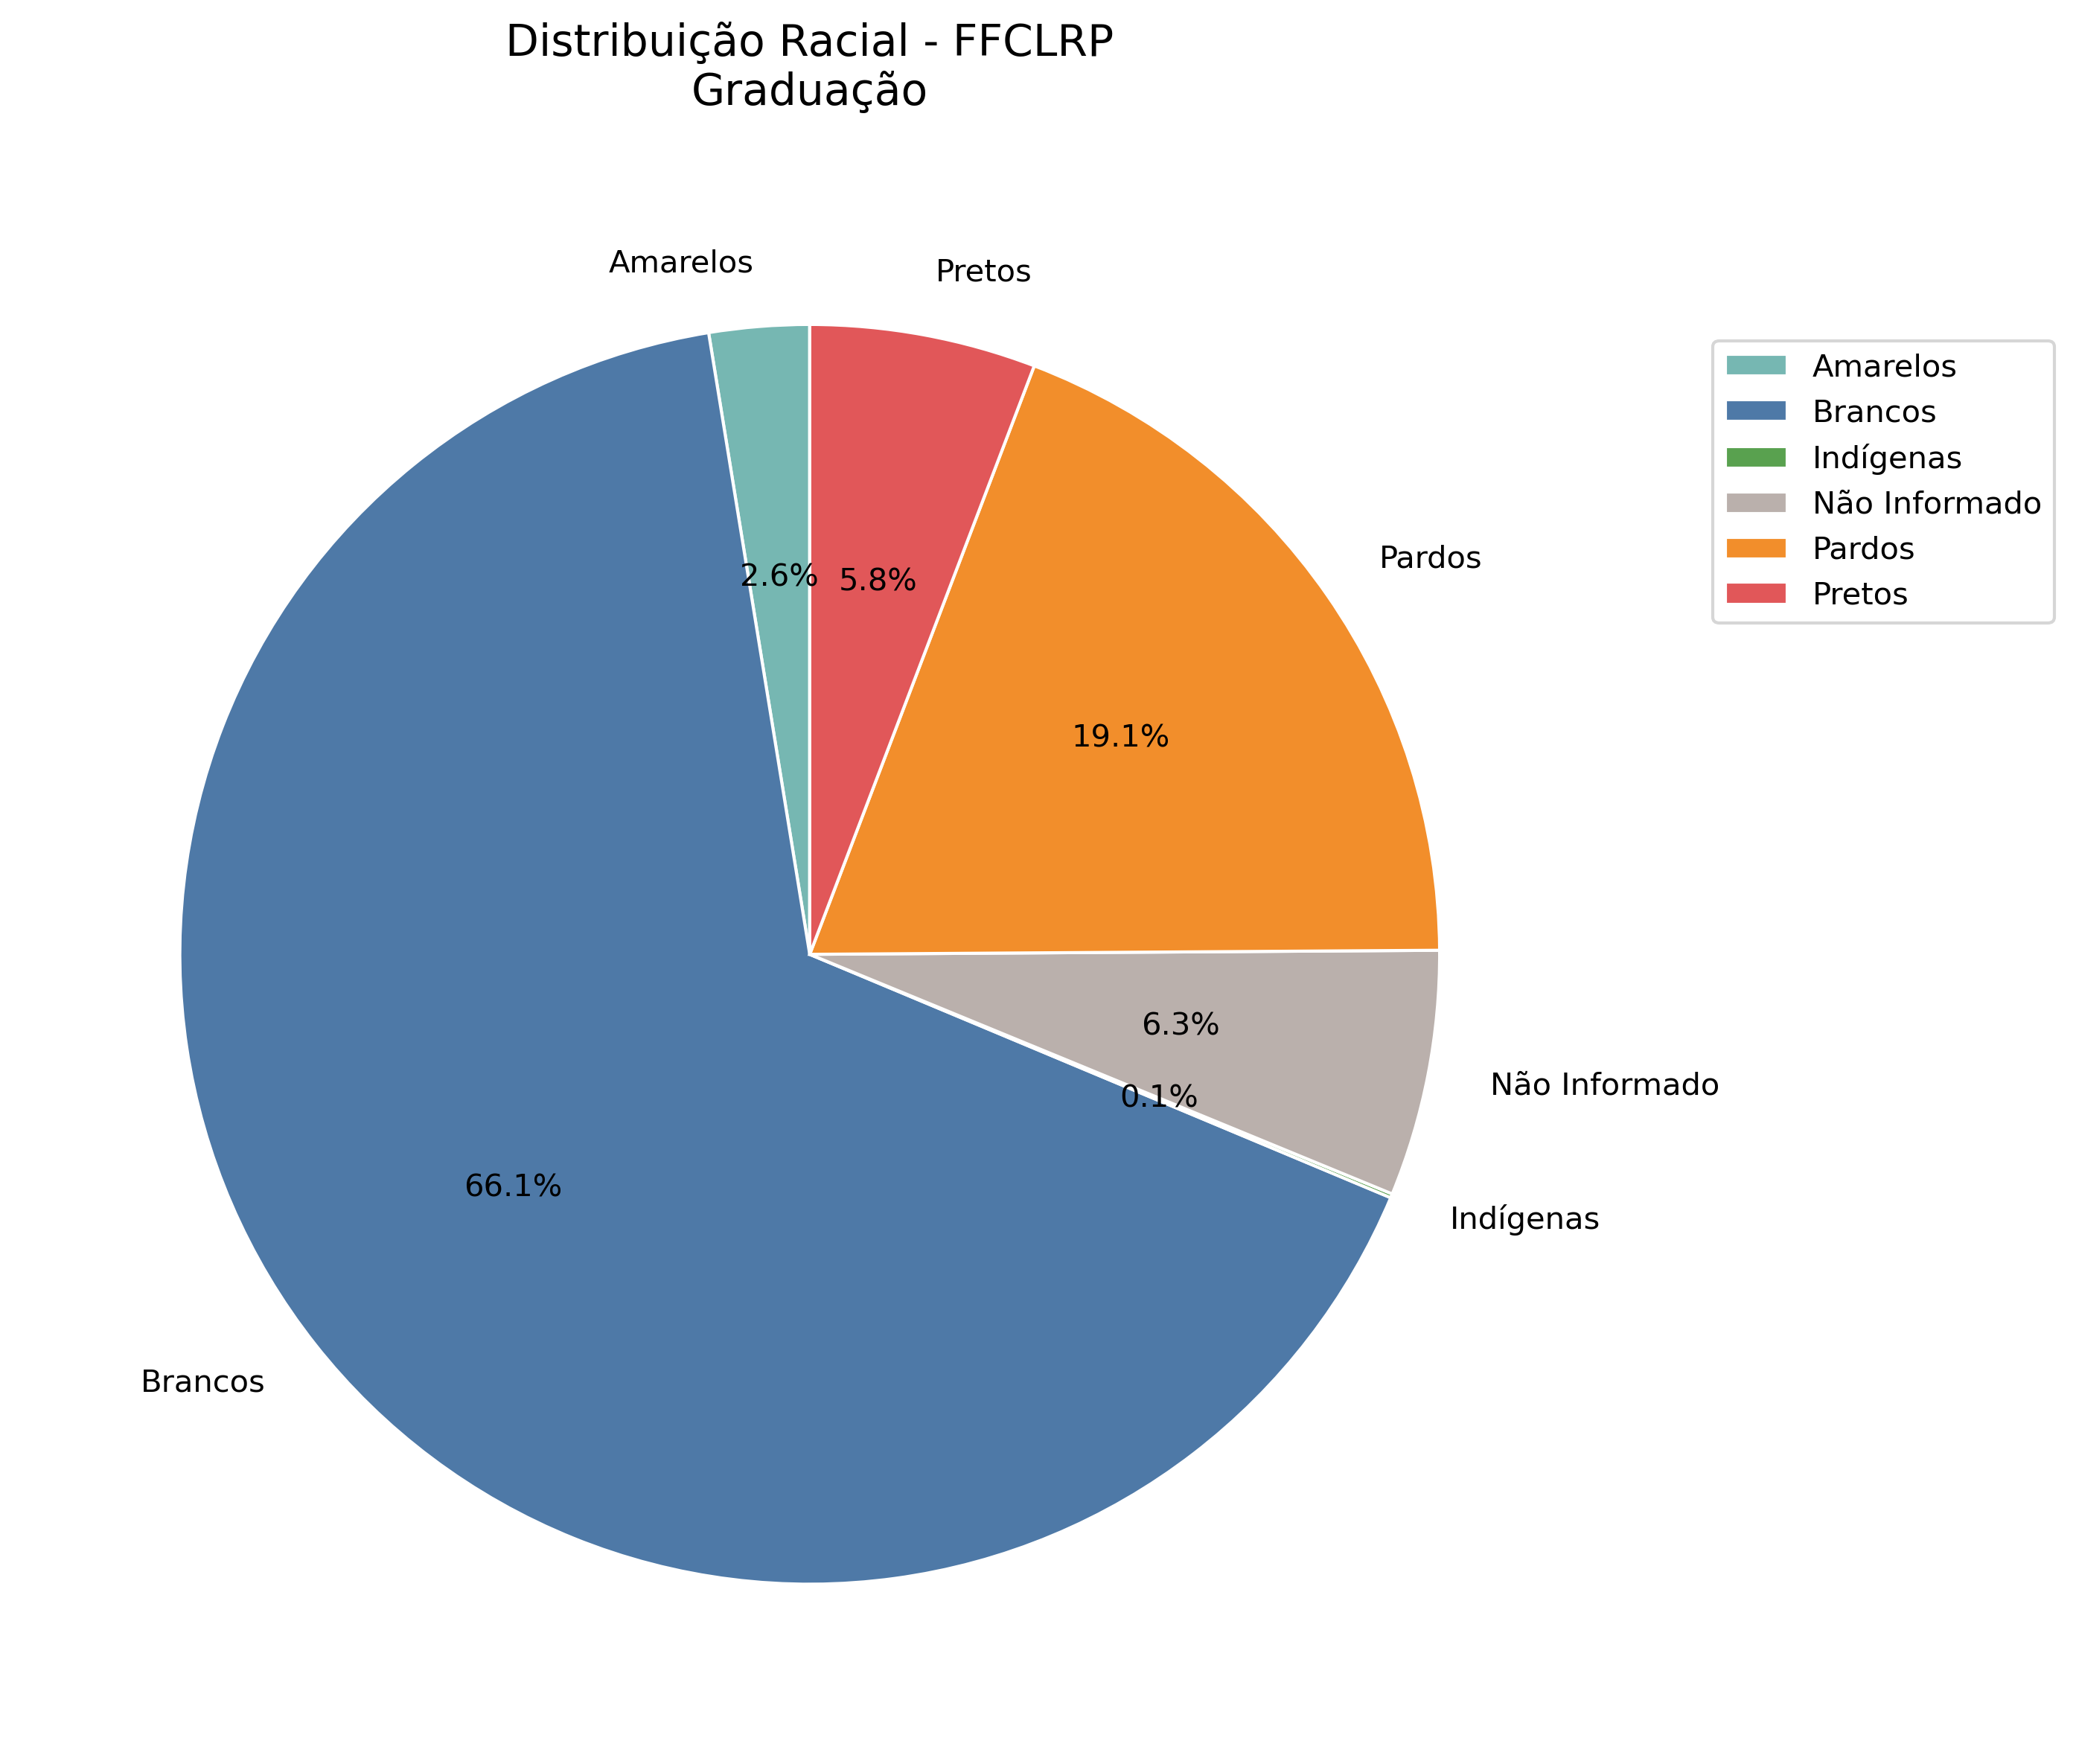 Distribuição Racial - FFCLRP
Graduação
Amarelos
Pretos
Pardos
Não Informado
Indígenas
Brancos
2.6%
5.8%
19.1%
6.3%
0.1%
66.1%
Amarelos
Brancos
Indígenas
Não Informado
Pardos
Pretos